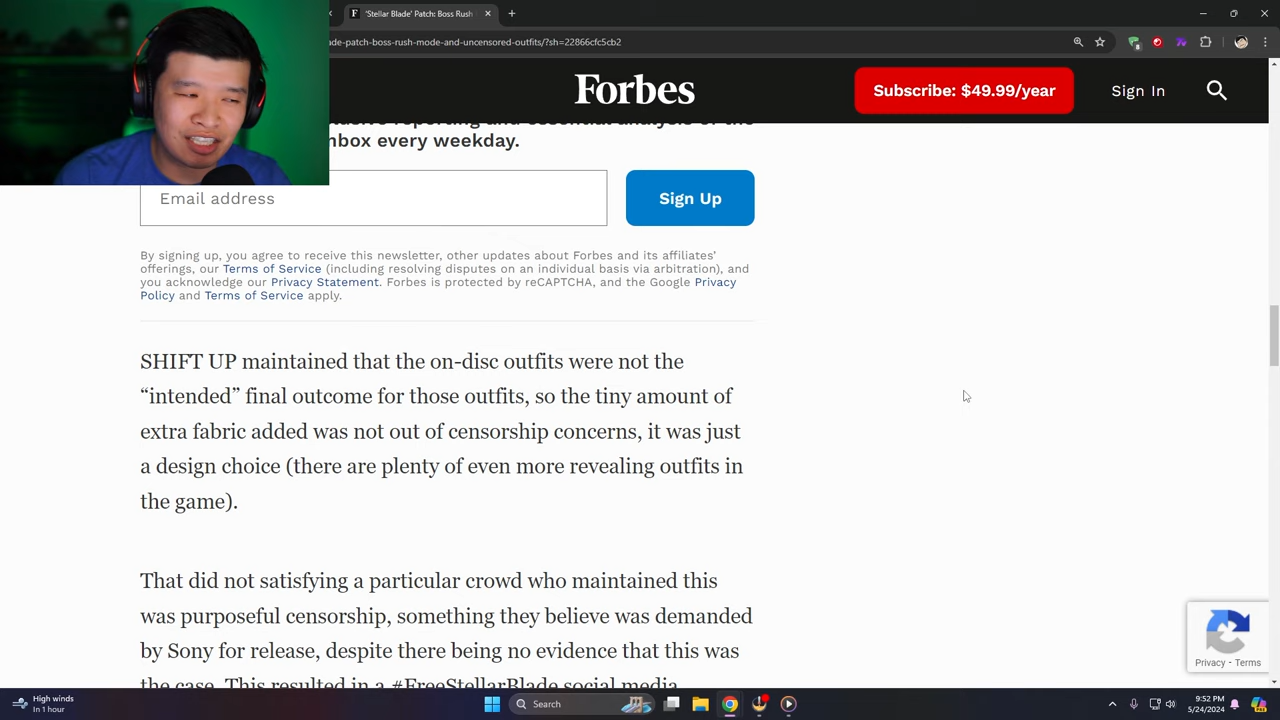 'Stellar Blade' Patch: Boss Rush
de-patch-boss-rush-mode-and-uncensored-outfits/?sh=22866cfc5cb2
Forbes
Subscribe: $49.99/year
Sign In
nbox every weekday.
Email address
Sign Up
By signing up, you agree to receive this newsletter, other updates about Forbes and its affiliates'
offerings, our Terms of Service (including resolving disputes on an individual basis via arbitration), and
you acknowledge our Privacy Statement. Forbes is protected by reCAPTCHA, and the Google Privacy
Policy and Terms of Service apply.
SHIFT UP maintained that the on-disc outfits were not the
“intended” final outcome for those outfits, so the tiny amount of
extra fabric added was not out of censorship concerns, it was just
a design choice (there are plenty of even more revealing outfits in
the game).
That did not satisfying a particular crowd who maintained this
was purposeful censorship, something they believe was demanded
by Sony for release, despite there being no evidence that this was
the case. This resulted in a #FreeStellarBlade social media
Privacy - Terms
High winds
In 1 hour
Search
9:52 PM
5/24/2024